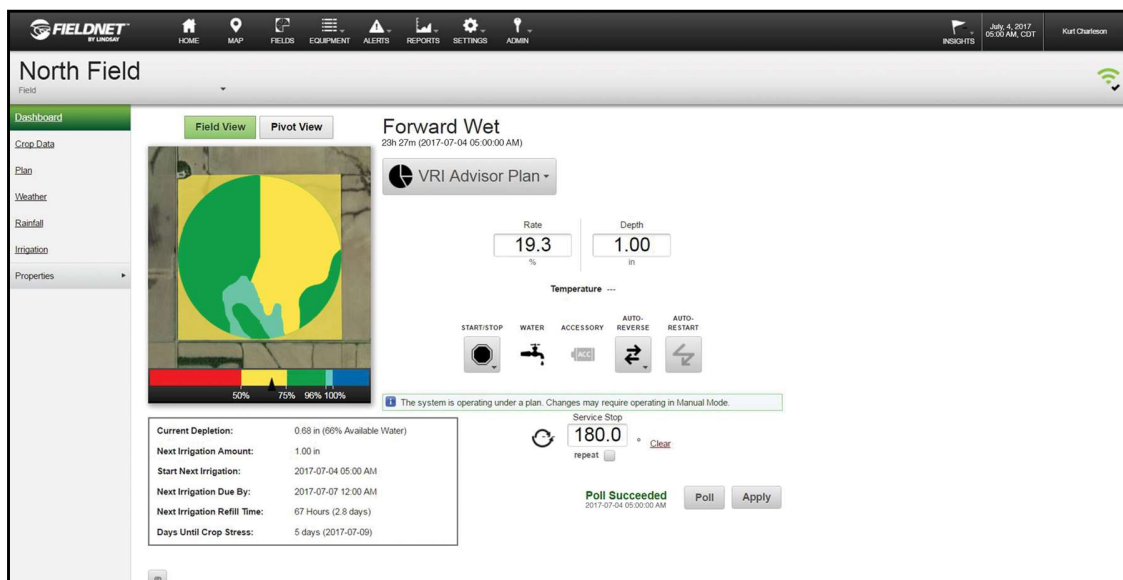 FIELDNET
BY LINDSAY
HOME MAP FIELDS EQUIPMENT ALERTS REPORTS SETTINGS ADMIN
INSIGHTS
July, 4, 2017
05:00 AM, CDT
Kurt Charleson
North Field
Field
Dashboard
Crop Data
Plan
Weather
Rainfall
Irrigation
Properties
Field View Pivot View
Forward Wet
23h 27m (2017-07-04 05:00:00 AM)
VRI Advisor Plan
Rate Depth
19.3 1.00
% in
Temperature ---
START/STOP WATER ACCESSORY AUTO-REVERSE AUTO-RESTART
ACC
50% 75% 96% 100%
The system is operating under a plan. Changes may require operating in Manual Mode.
Service Stop
180.0 ° Clear
repeat
Poll Succeeded
2017-07-04 05:00:00 AM
Poll Apply
Current Depletion: 0.68 in (66% Available Water)
Next Irrigation Amount: 1.00 in
Start Next Irrigation: 2017-07-04 05:00 AM
Next Irrigation Due By: 2017-07-07 12:00 AM
Next Irrigation Refill Time: 67 Hours (2.8 days)
Days Until Crop Stress: 5 days (2017-07-09)